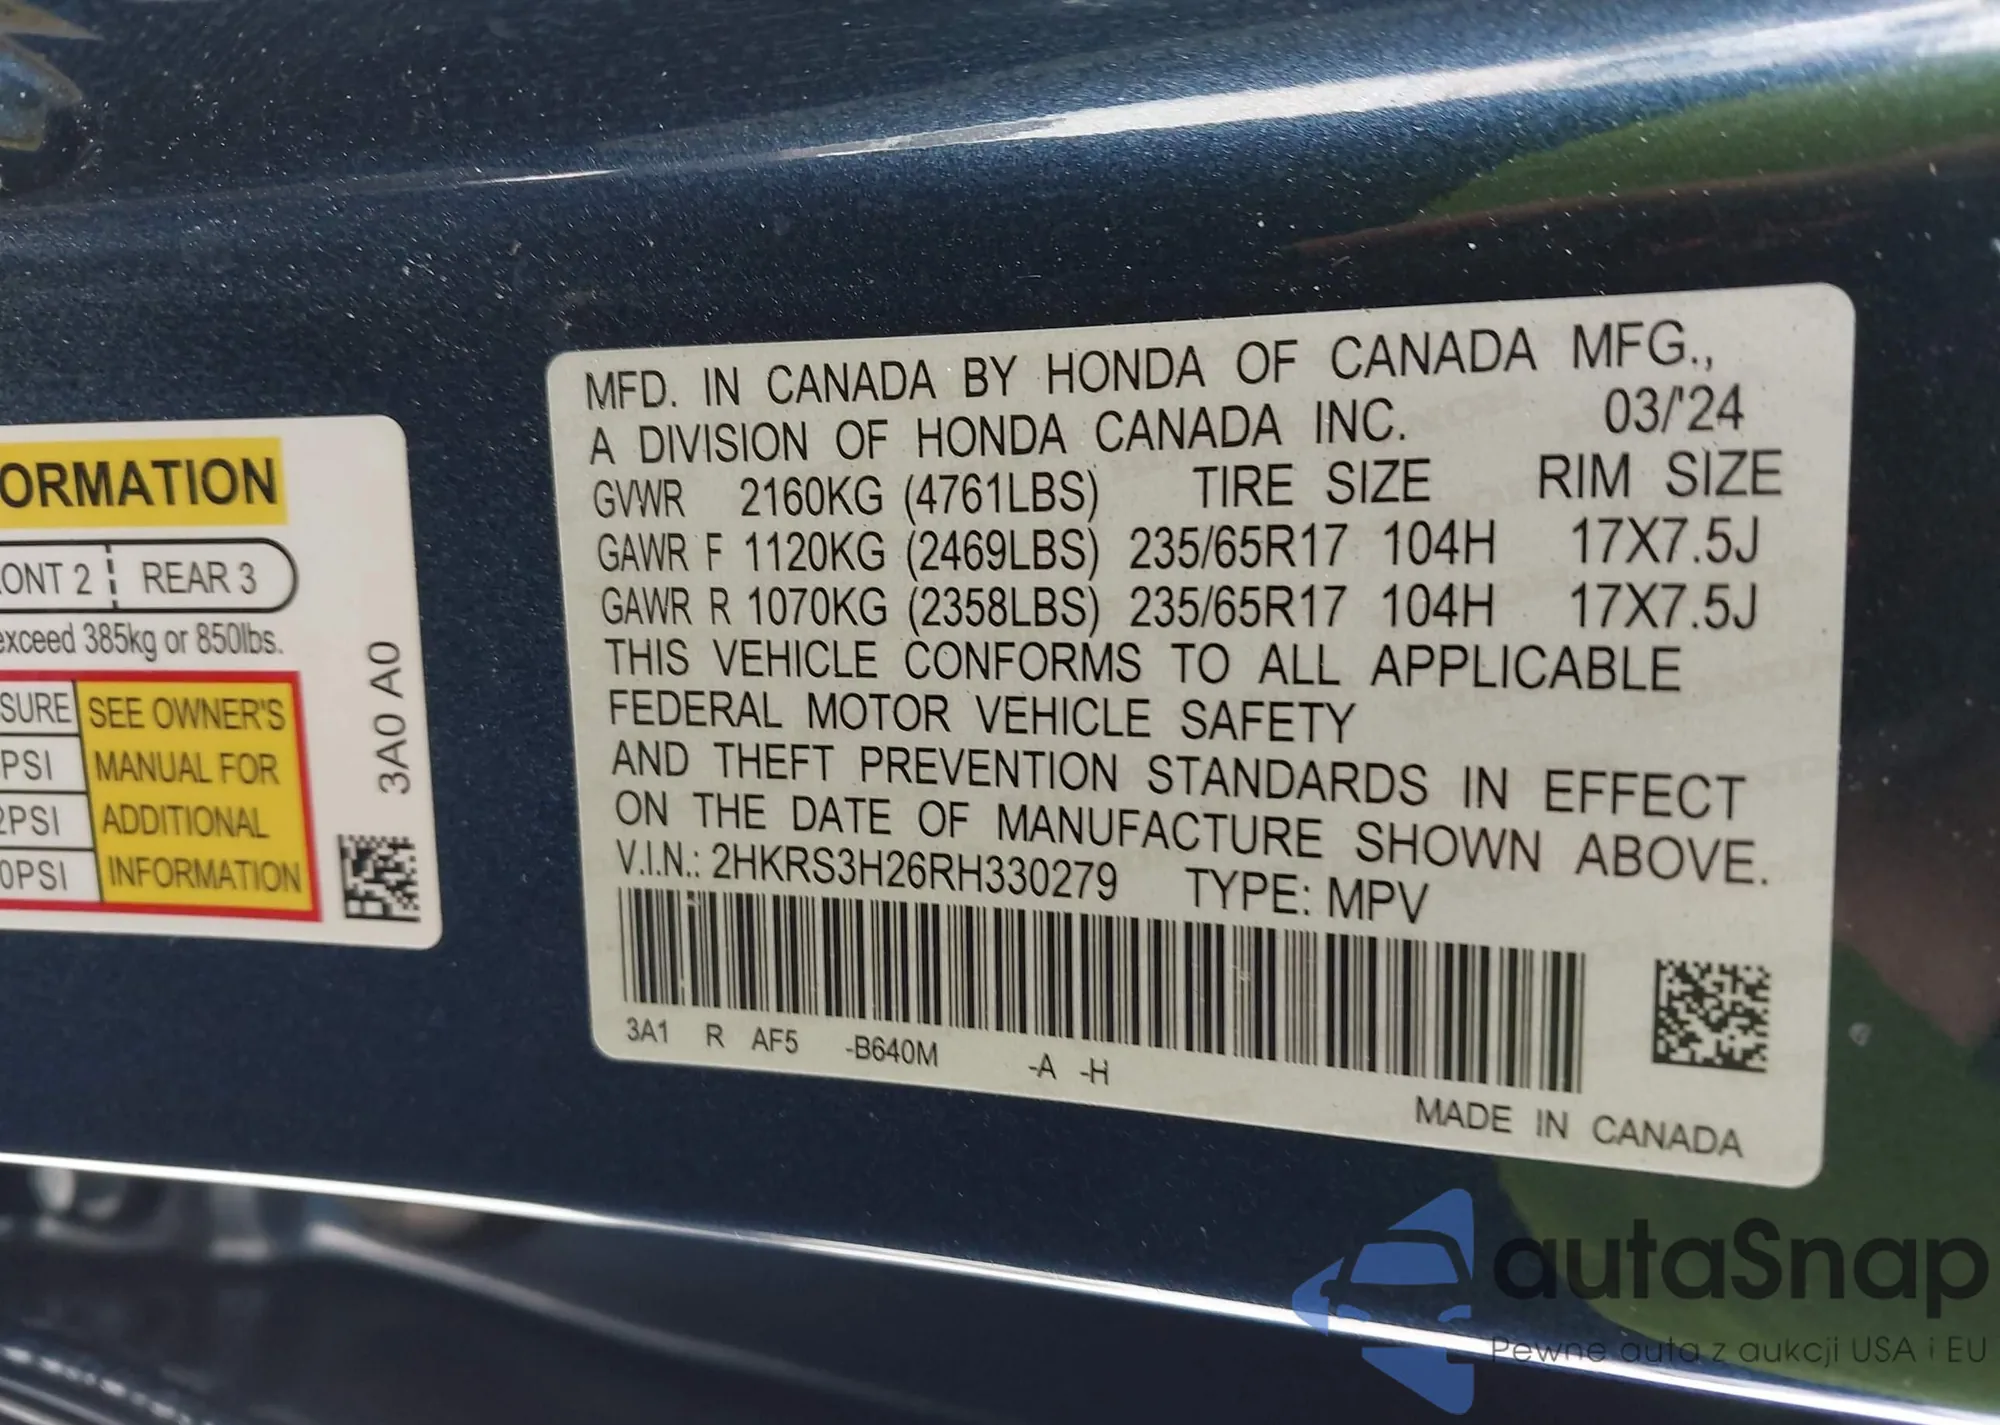 ORMATION
ONT 2 REAR 3
exceed 385kg or 850lbs.
SURE
PSI
2PSI
0PSI
SEE OWNER'S
MANUAL FOR
ADDITIONAL
INFORMATION
3A0 A0
MFD. IN CANADA BY HONDA OF CANADA MFG.,
A DIVISION OF HONDA CANADA INC. 03/'24
GVWR 2160KG (4761LBS) TIRE SIZE RIM SIZE
GAWR F 1120KG (2469LBS) 235/65R17 104H 17X7.5J
GAWR R 1070KG (2358LBS) 235/65R17 104H 17X7.5J
THIS VEHICLE CONFORMS TO ALL APPLICABLE
FEDERAL MOTOR VEHICLE SAFETY
AND THEFT PREVENTION STANDARDS IN EFFECT
ON THE DATE OF MANUFACTURE SHOWN ABOVE.
V.I.N.: 2HKRS3H26RH330279 TYPE: MPV
3A1 R AF5 -B640M -A -H
MADE IN CANADA
autaSnap
Pewne auta z aukcji USA i EU